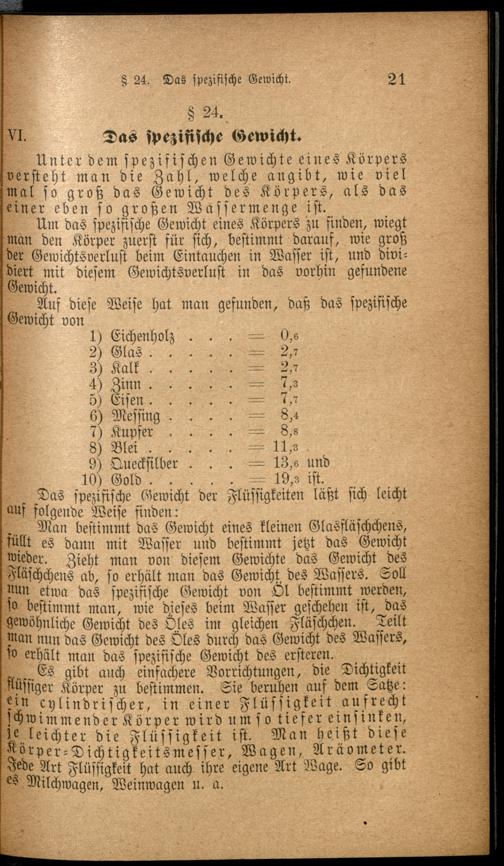 § 24. Das spezifische Gewicht. 21
§ 24.
VI. Das spezifische Gewicht.
Unter dem spezifischen Gewichte eines Körpers
versteht man die Zahl, welche angibt, wie viel
mal so groß das Gewicht des Körpers, als das
einer eben so großen Wassermenge ist.
Um das spezifische Gewicht eines Körpers zu finden, wiegt
man den Körper zuerst für sich, bestimmt darauf, wie groß
der Gewichtsverlust beim Eintauchen in Wasser ist, und divi-
diert mit diesem Gewichtsverlust in das vorhin gefundene
Gewicht.
Auf diese Weise hat man gefunden, daß das spezifische
Gewicht von
1) Eichenholz . . . = 0,6
2) Glas . . . . . = 2,7
3) Kalk . . . . . = 2,7
4) Zinn . . . . . = 7,3
5) Eisen . . . . . = 7,7
6) Messing . . . . = 8,4
7) Kupfer . . . . = 8,8
8) Blei . . . . . = 11,3
9) Quecksilber . . . = 13,6 und
10) Gold . . . . . = 19,3 ist.
Das spezifische Gewicht der Flüssigkeiten läßt sich leicht
auf folgende Weise finden:
Man bestimmt das Gewicht eines kleinen Glasfläschchens,
füllt es dann mit Wasser und bestimmt jetzt das Gewicht
wieder. Zieht man von diesem Gewichte das Gewicht des
Fläschchens ab, so erhält man das Gewicht des Wassers. Soll
nun etwa das spezifische Gewicht von Öl bestimmt werden,
so bestimmt man, wie dieses beim Wasser geschehen ist, das
gewöhnliche Gewicht des Öles im gleichen Fläschchen. Teilt
man nun das Gewicht des Öles durch das Gewicht des Wassers,
so erhält man das spezifische Gewicht des ersteren.
Es gibt auch einfachere Vorrichtungen, die Dichtigkeit
flüssiger Körper zu bestimmen. Sie beruhen auf dem Satze:
ein cylindrischer, in einer Flüssigkeit aufrecht
schwimmender Körper wird um so tiefer einsinken,
je leichter die Flüssigkeit ist. Man heißt diese
Körper-Dichtigkeitsmesser, Wagen, Aräometer.
Jede Art Flüssigkeit hat auch ihre eigene Art Wage. So gibt
es Milchwagen, Weinwagen u. a.